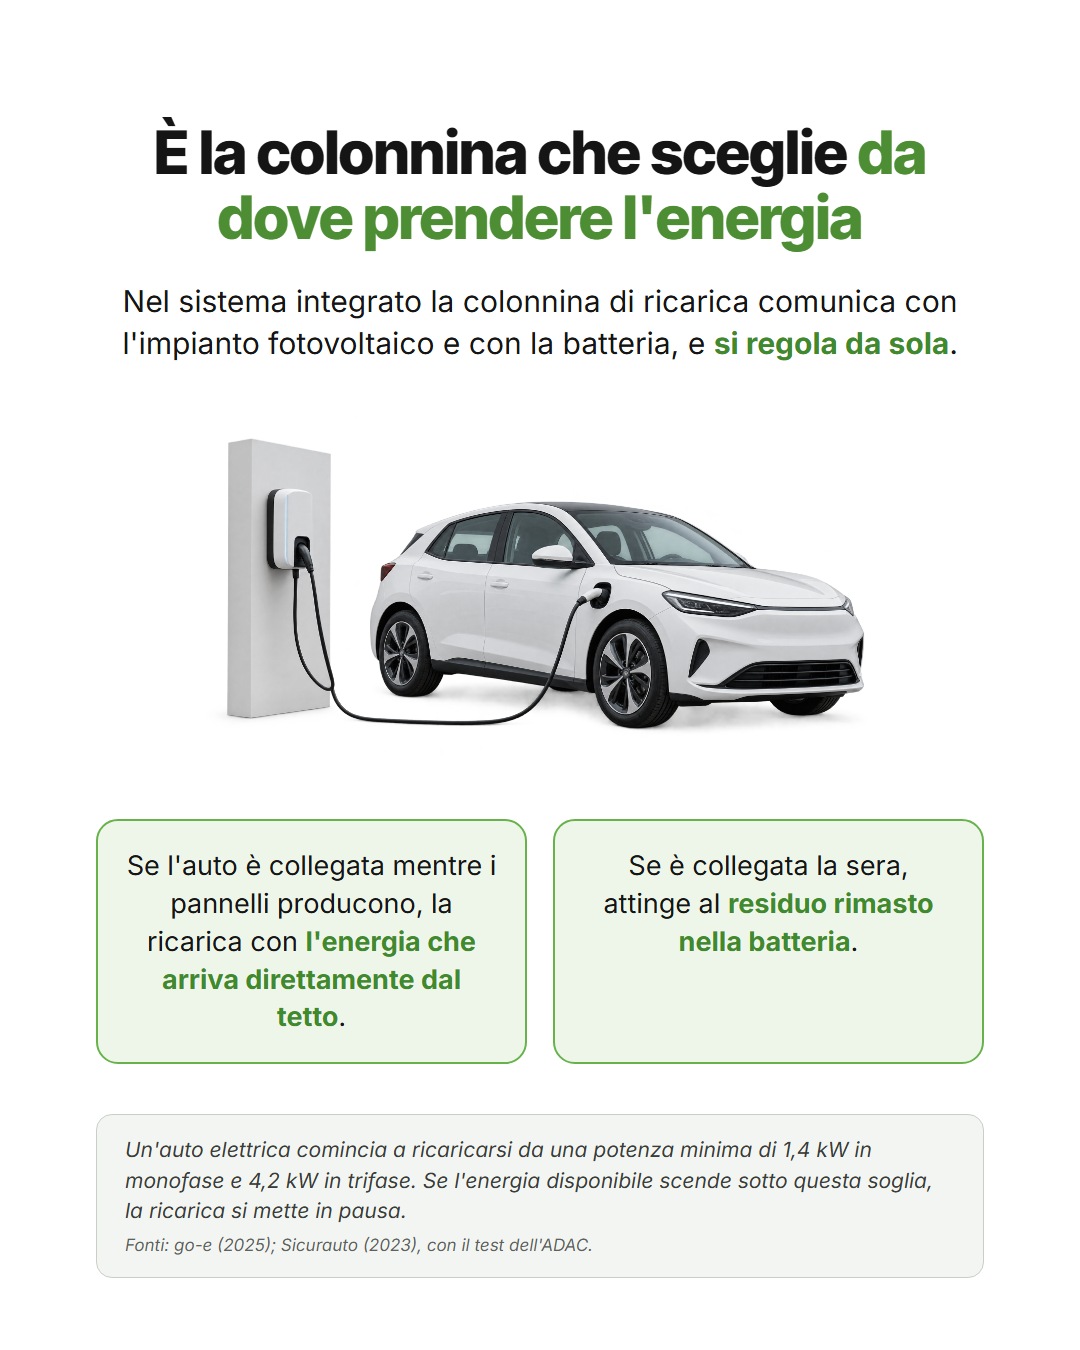 È la colonnina che sceglie da
dove prendere l'energia
Nel sistema integrato la colonnina di ricarica comunica con
l'impianto fotovoltaico e con la batteria, e si regola da sola.
Se l'auto è collegata mentre i
pannelli producono, la
ricarica con l'energia che
arriva direttamente dal
tetto.
Se è collegata la sera,
attinge al residuo rimasto
nella batteria.
Un'auto elettrica comincia a ricaricarsi da una potenza minima di 1,4 kW in
monofase e 4,2 kW in trifase. Se l'energia disponibile scende sotto questa soglia,
la ricarica si mette in pausa.
Fonti: go-e (2025); Sicurauto (2023), con il test dell'ADAC.